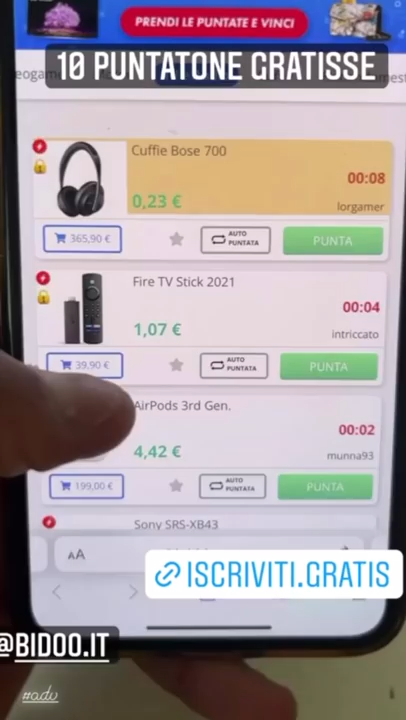 PRENDI LE PUNTATE E VINCI
10 PUNTATONE GRATISSE
Cuffie Bose 700
00:08
0,23 €
lorgamer
365,90 €
AUTO
PUNTATA
PUNTA
Fire TV Stick 2021
00:04
1,07 €
intriccato
39,90 €
AUTO
PUNTATA
PUNTA
AirPods 3rd Gen.
00:02
4,42 €
munna93
199,00 €
AUTO
PUNTATA
PUNTA
Sony SRS-XB43
AA
ISCRIVITI.GRATIS
@BIDOO.IT
#adv